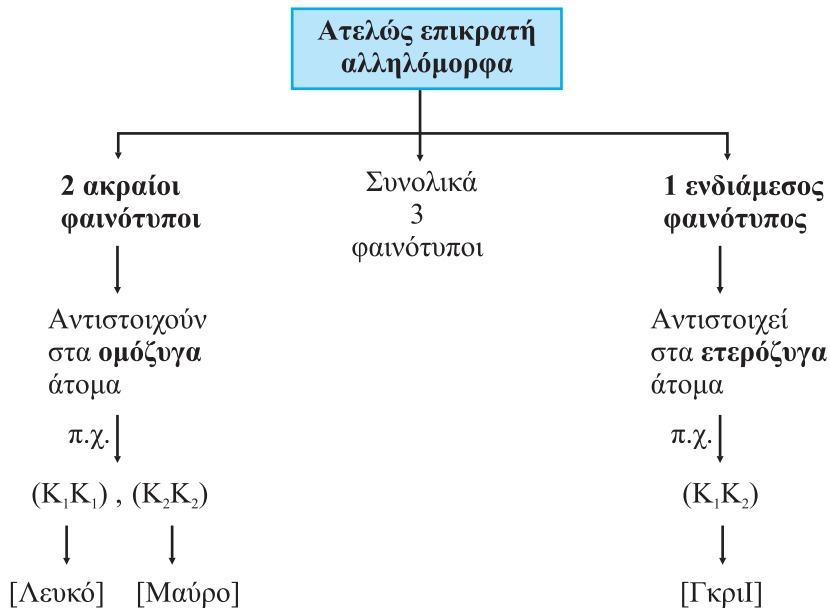 Ατελώς επικρατή
αλληλόμορφα
2 ακραίοι
φαινότυποι
Συνολικά
3
φαινότυποι
1 ενδιάμεσος
φαινότυπος
Αντιστοιχούν
στα ομόζυγα
άτομα
Αντιστοιχεί
στα ετερόζυγα
άτομα
π.χ.
π.χ.
(Κ₁Κ₁) , (Κ₂Κ₂)
(Κ₁Κ₂)
[Λευκό] [Μαύρο]
[ΓκριΙ]